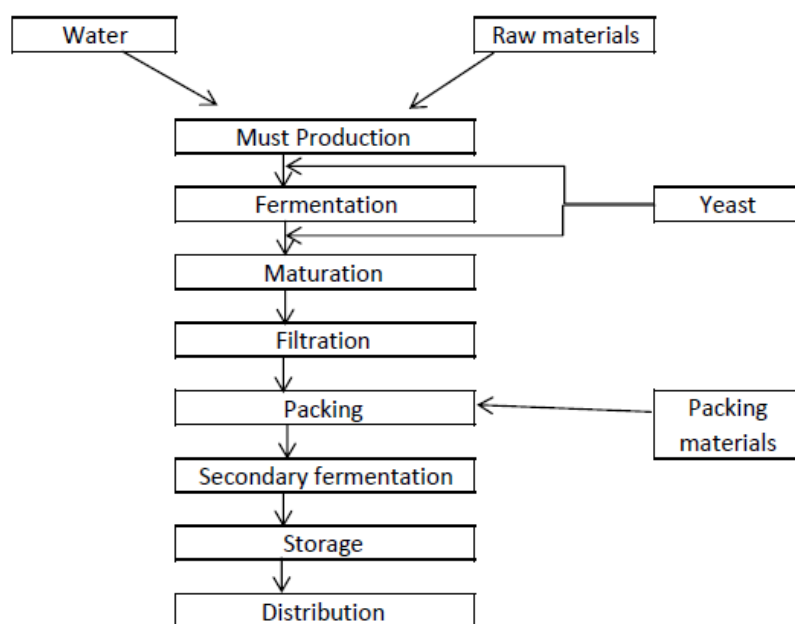 Water
Raw materials
Must Production
Fermentation
Yeast
Maturation
Filtration
Packing
Packing
materials
Secondary fermentation
Storage
Distribution